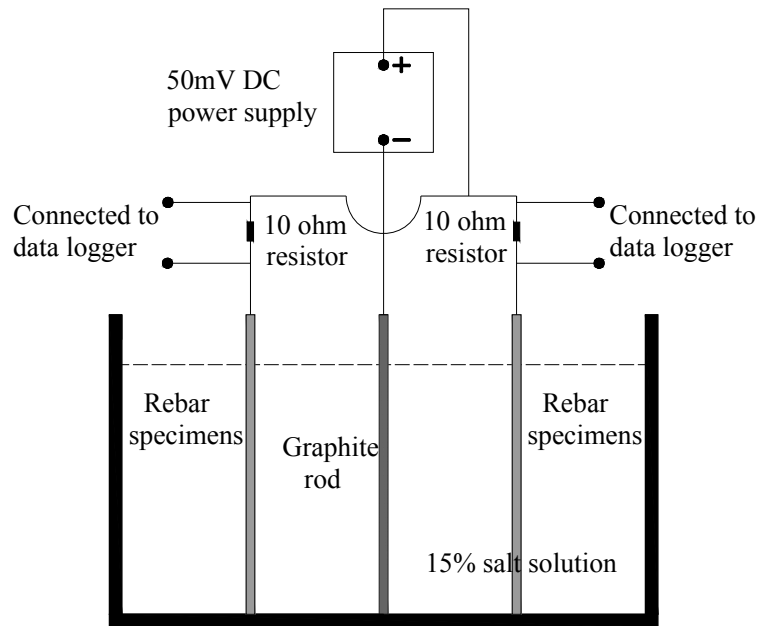 50mV DC
power supply
+
−
Connected to
data logger
10 ohm
resistor
10 ohm
resistor
Connected to
data logger
Rebar
specimens
Graphite
rod
Rebar
specimens
15% salt solution